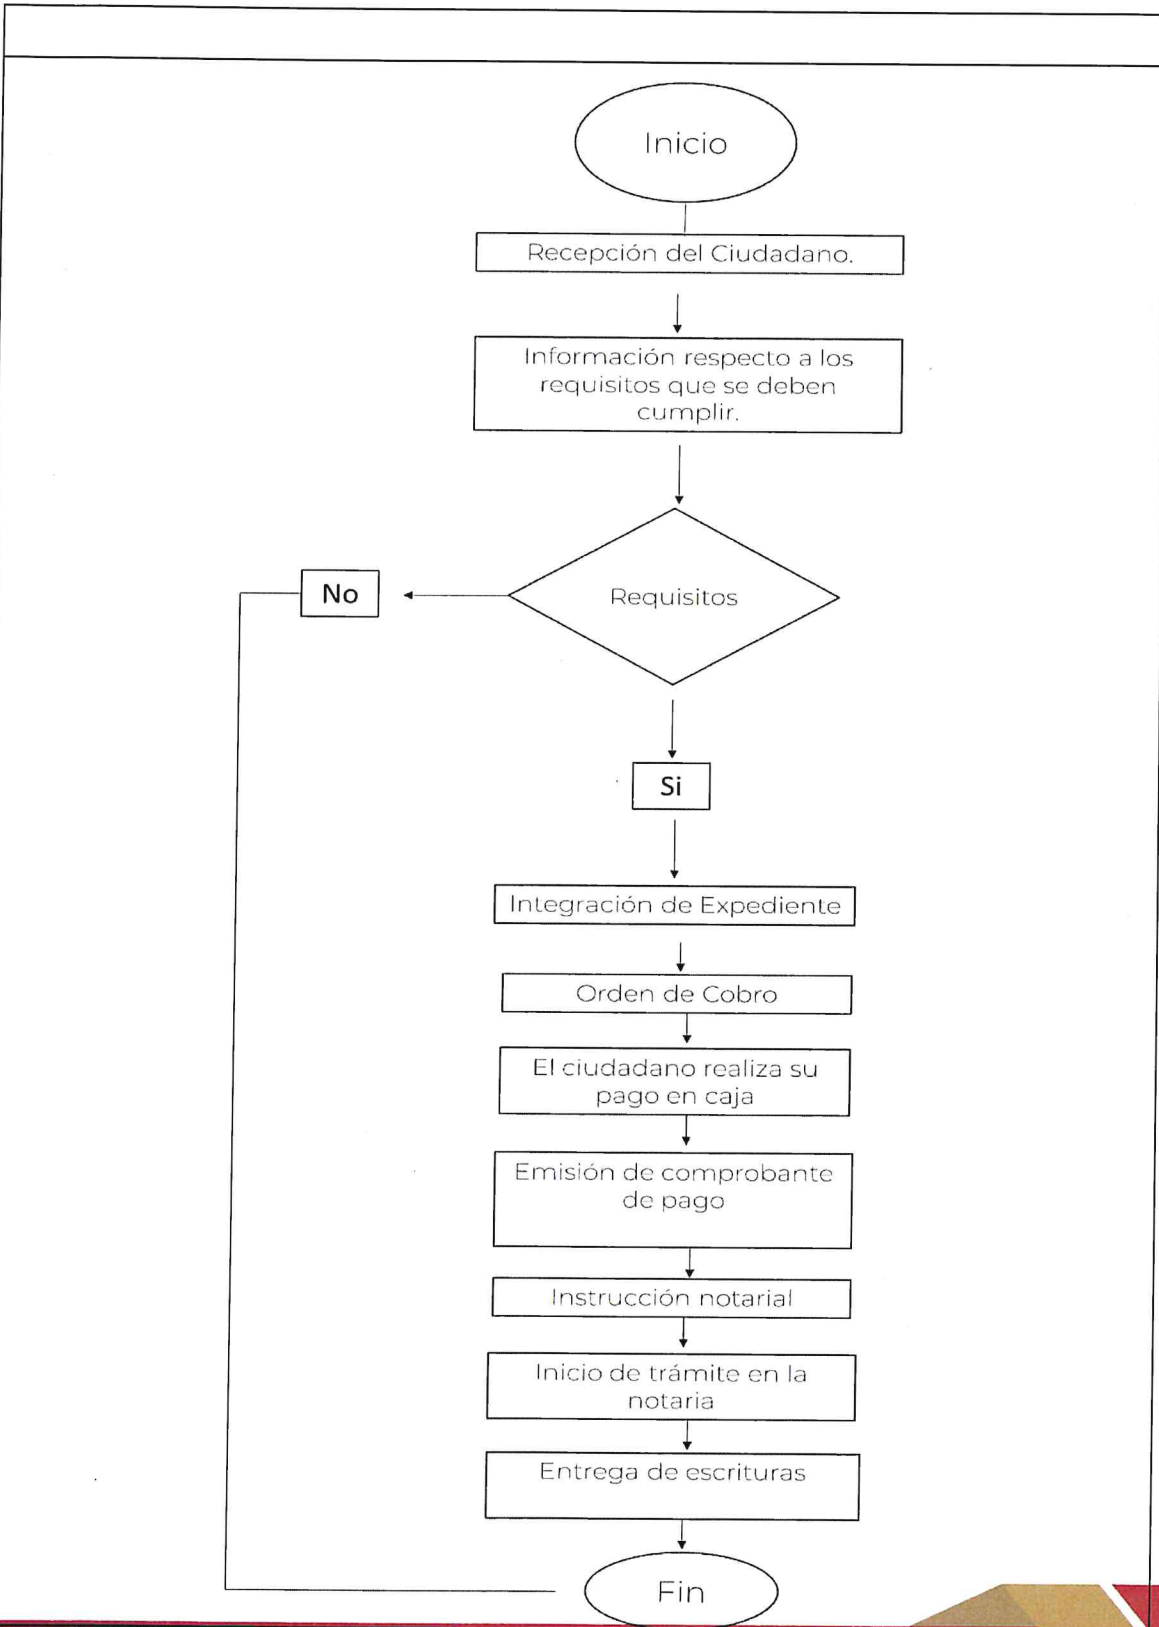 Inicio
Recepción del Ciudadano.
Información respecto a los
requisitos que se deben
cumplir.
Requisitos
No
Si
Integración de Expediente
Orden de Cobro
El ciudadano realiza su
pago en caja
Emisión de comprobante
de pago
Instrucción notarial
Inicio de trámite en la
notaria
Entrega de escrituras
Fin